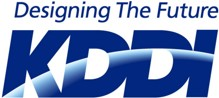 Designing The Future
KDDI